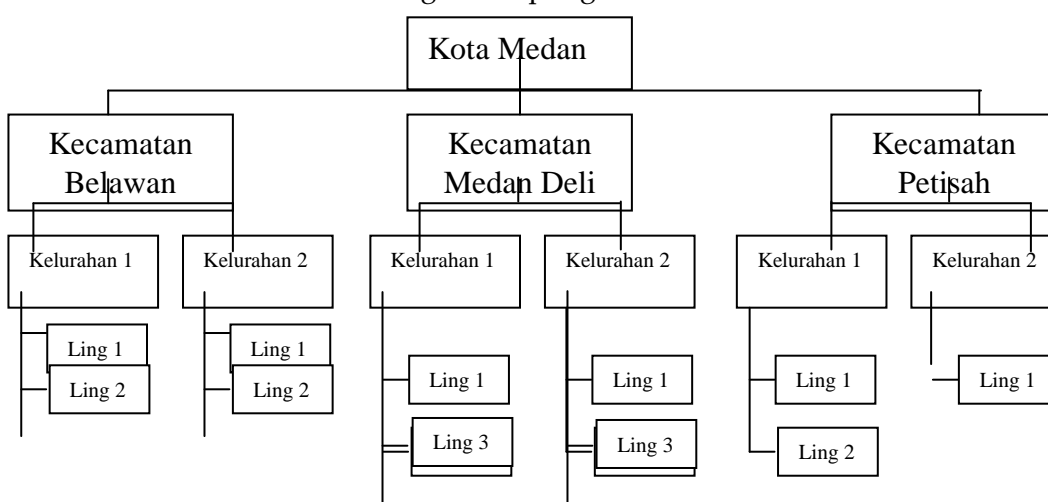 Kota Medan
Kecamatan
Belawan
Kecamatan
Medan Deli
Kecamatan
Petisah
Kelurahan 1
Kelurahan 2
Kelurahan 1
Kelurahan 2
Kelurahan 1
Kelurahan 2
Ling 1
Ling 2
Ling 1
Ling 2
Ling 1
Ling 3
Ling 1
Ling 3
Ling 1
Ling 2
Ling 1